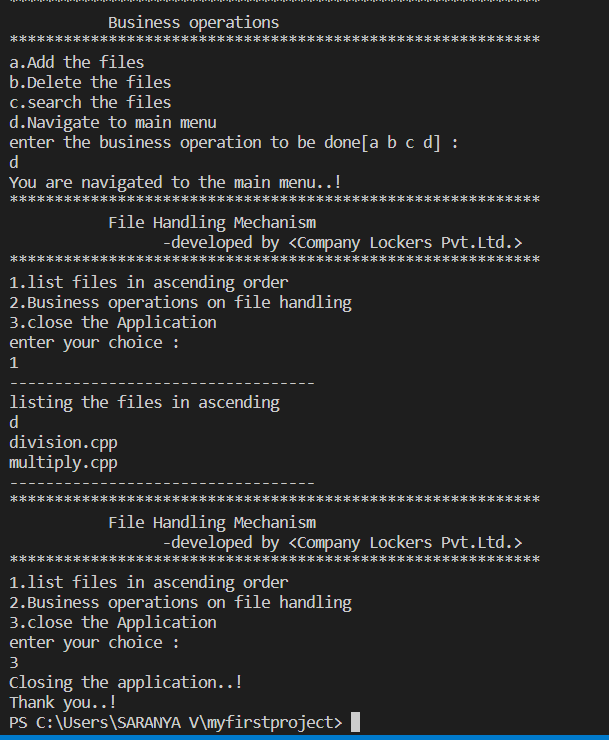 ***********************************************************
Business operations
***********************************************************
a.Add the files
b.Delete the files
c.search the files
d.Navigate to main menu
enter the business operation to be done[a b c d] :
d
You are navigated to the main menu..!
***********************************************************
File Handling Mechanism
-developed by <Company Lockers Pvt.Ltd.>
***********************************************************
1.list files in ascending order
2.Business operations on file handling
3.close the Application
enter your choice :
1
----------------------------------
listing the files in ascending
d
division.cpp
multiply.cpp
----------------------------------
***********************************************************
File Handling Mechanism
-developed by <Company Lockers Pvt.Ltd.>
***********************************************************
1.list files in ascending order
2.Business operations on file handling
3.close the Application
enter your choice :
3
Closing the application..!
Thank you..!
PS C:\Users\SARANYA V\myfirstproject>